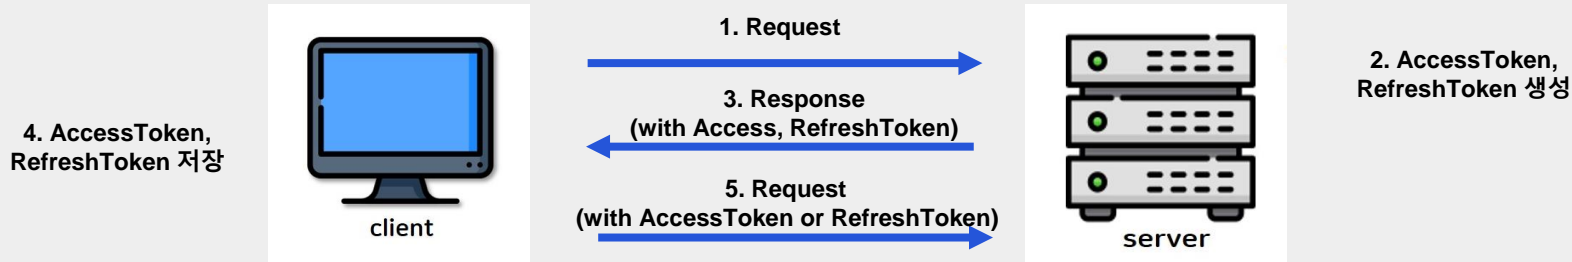 1. Request
3. Response
(with Access, RefreshToken)
5. Request
(with AccessToken or RefreshToken)
4. AccessToken,
RefreshToken 저장
client
server
2. AccessToken,
RefreshToken 생성